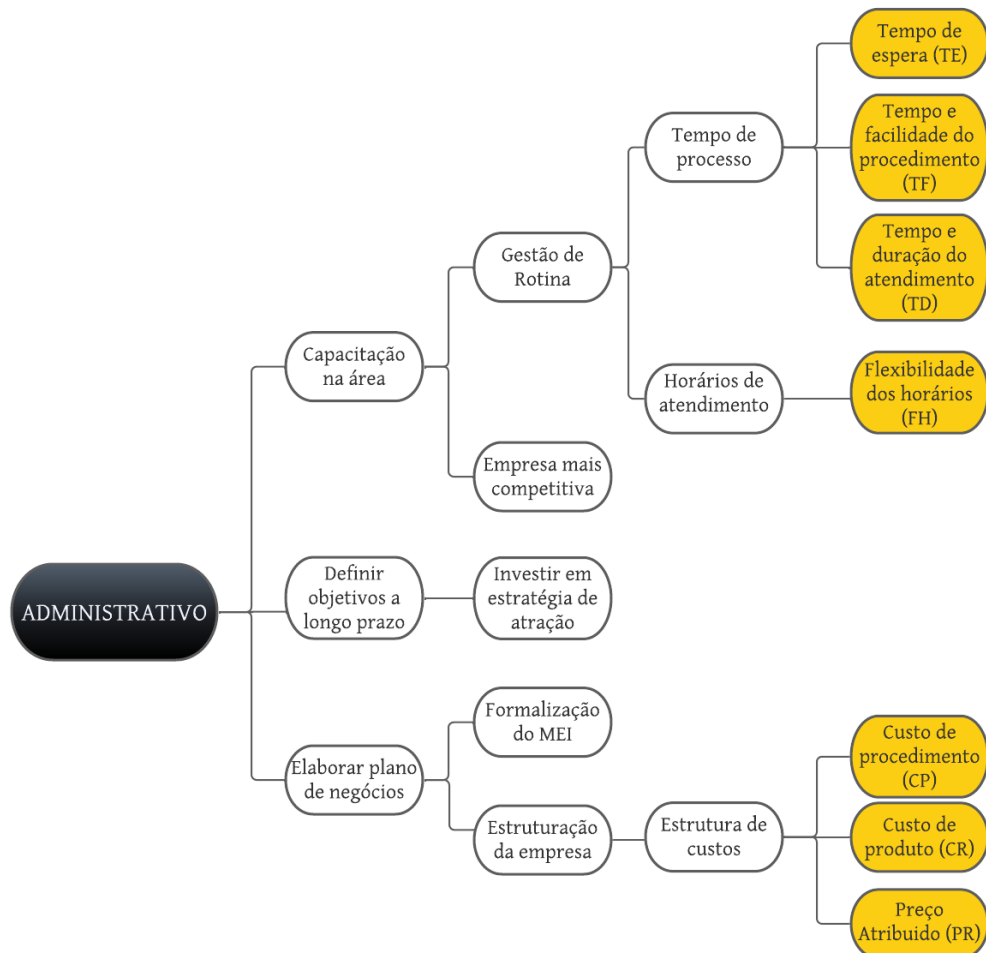 Tempo de
espera (TE)
Tempo e
facilidade do
procedimento
(TF)
Tempo de
processo
Tempo e
duração do
atendimento
(TD)
Gestão de
Rotina
Capacitação
na área
Horários de
atendimento
Flexibilidade
dos horários
(FH)
Empresa mais
competitiva
ADMINISTRATIVO
Definir
objetivos a
longo prazo
Investir em
estratégia de
atração
Formalização
do MEI
Elaborar plano
de negócios
Estruturação
da empresa
Estrutura de
custos
Custo de
procedimento
(CP)
Custo de
produto (CR)
Preço
Atribuido (PR)